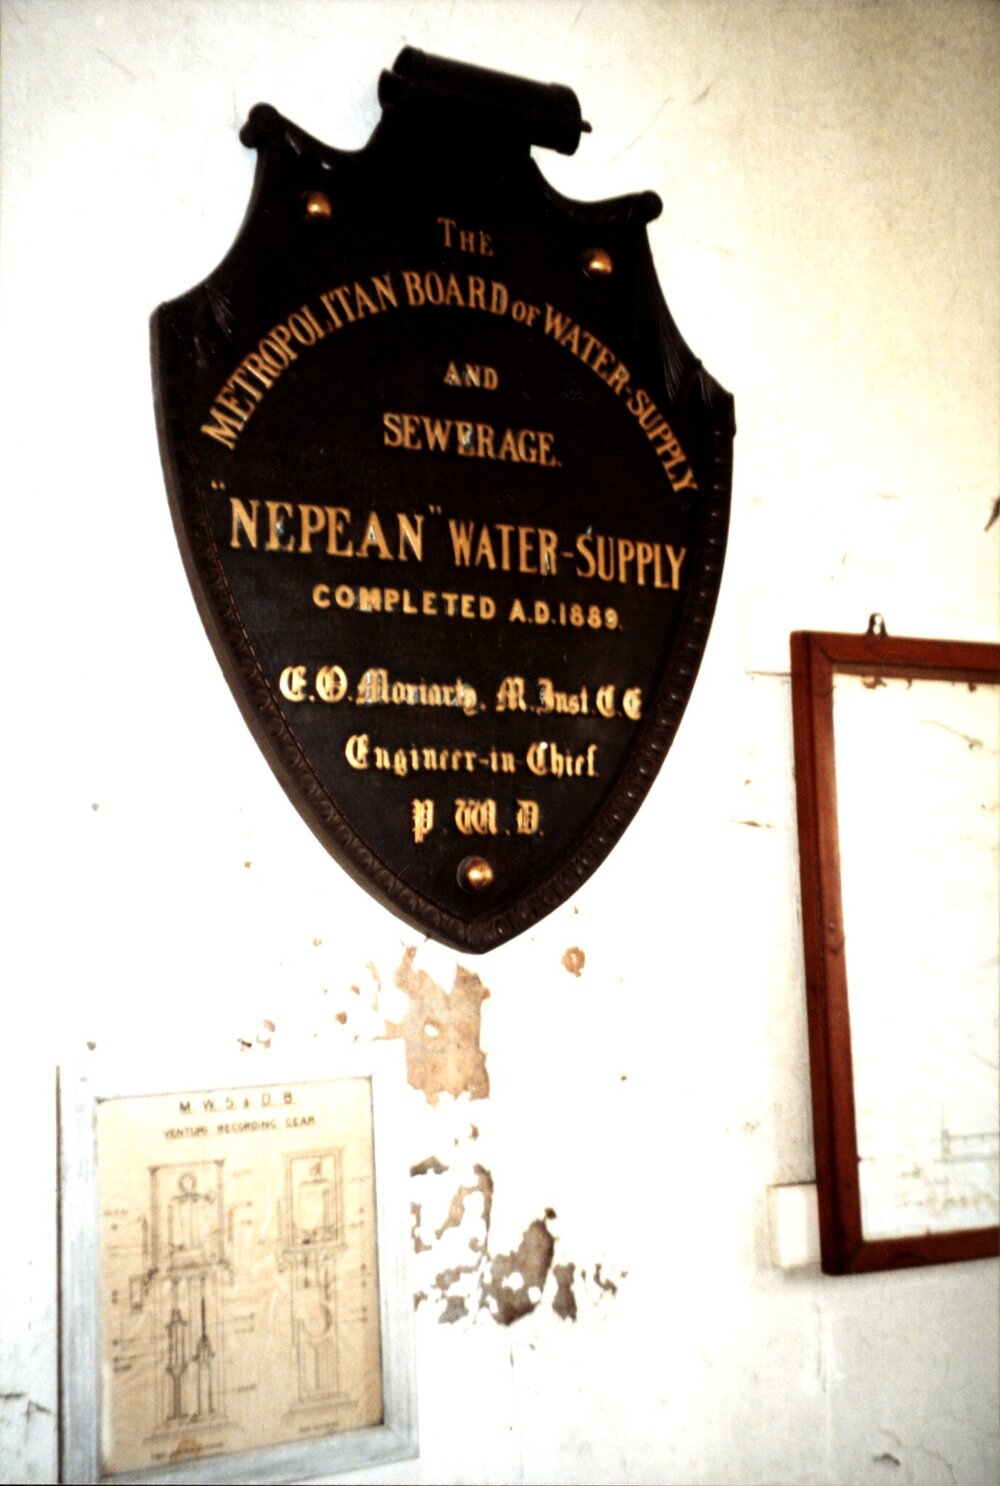 THE
METROPOLITAN BOARD OF WATER-SUPPLY
AND
SEWERAGE.
"NEPEAN" WATER-SUPPLY
COMPLETED A.D.1889.
E.O.Moriarty. M.Inst.C.E
Engineer-in Chief
P.W.D.
M.W.S. & D.B.
VENTURI RECORDING GEAR